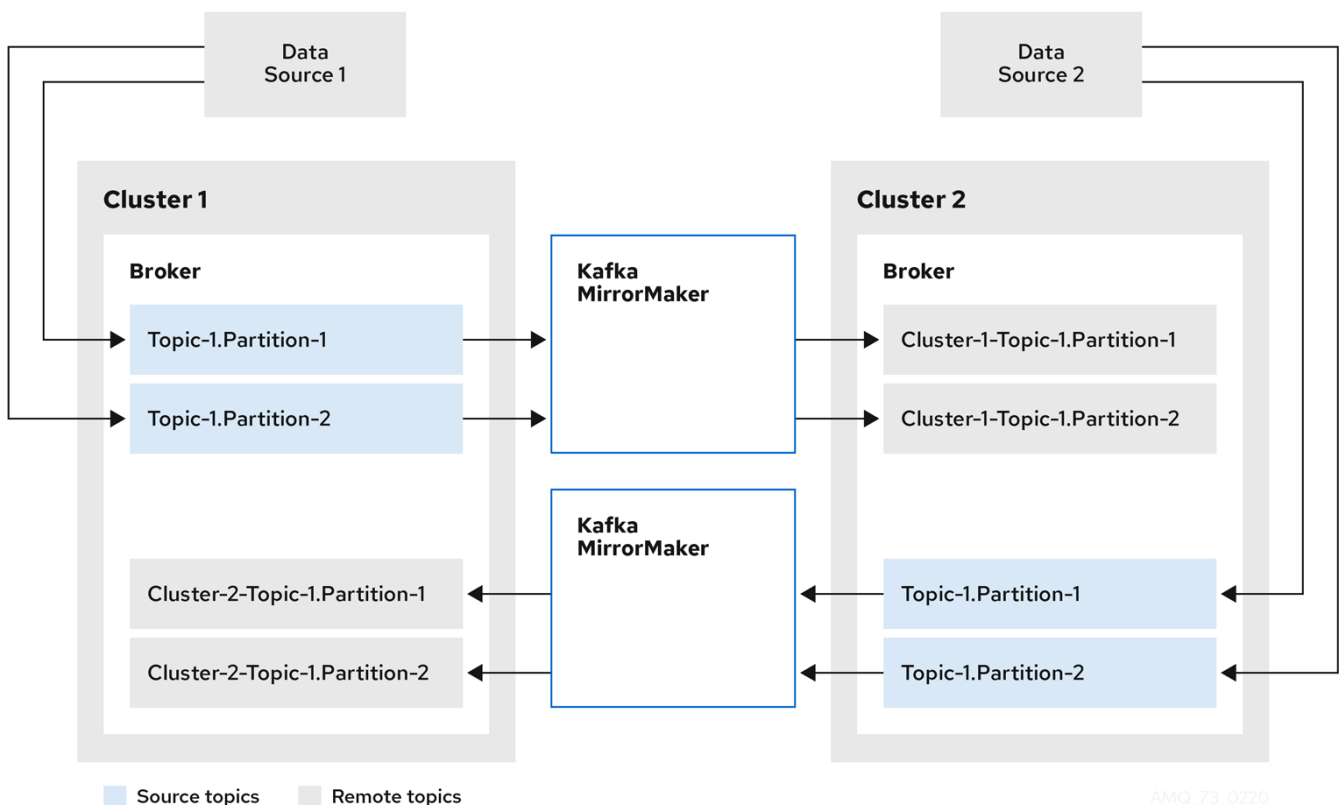 Data
Source 1
Data
Source 2
Cluster 1
Cluster 2
Broker
Kafka
MirrorMaker
Broker
Topic-1.Partition-1
Cluster-1-Topic-1.Partition-1
Topic-1.Partition-2
Cluster-1-Topic-1.Partition-2
Kafka
MirrorMaker
Cluster-2-Topic-1.Partition-1
Topic-1.Partition-1
Cluster-2-Topic-1.Partition-2
Topic-1.Partition-2
Source topics
Remote topics
AMQ_73_0220